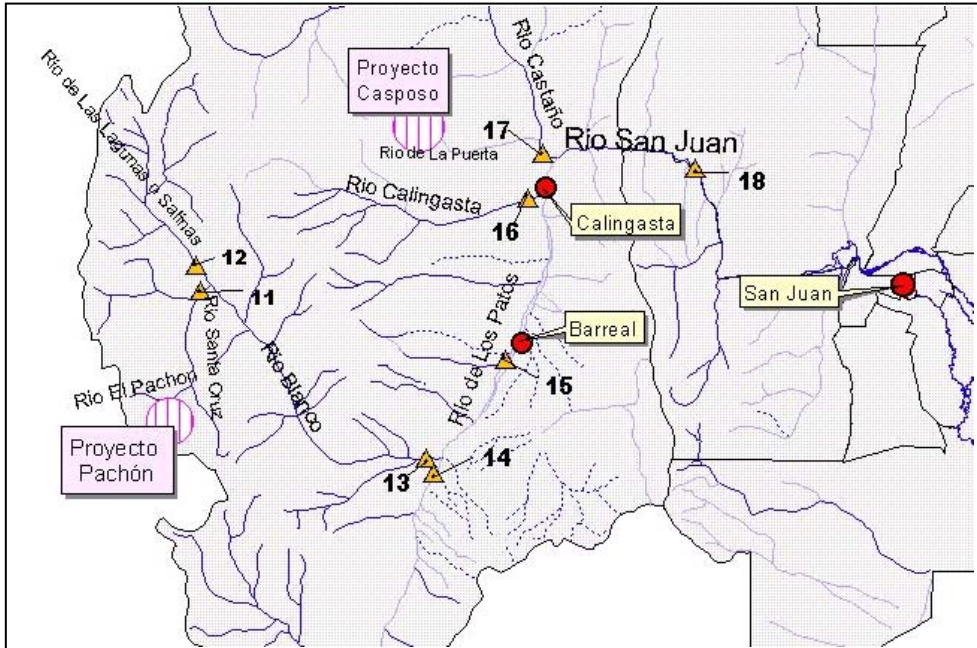 Río de Las Lagunas o Salinas
Proyecto
Casposo
Rio Castaño
17
Río San Juan
Rio de La Puerta
18
Rio Calingasta
16
Calingasta
12
11
San Juan
Río Santa Cruz
Río Blanco
Río de Los Patos
Barreal
15
Rio El Pachon
Proyecto
Pachón
13
14